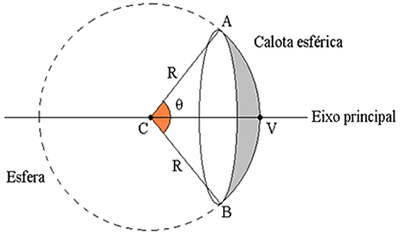 A
Calota esférica
R
θ
C
V
Eixo principal
R
Esfera
B